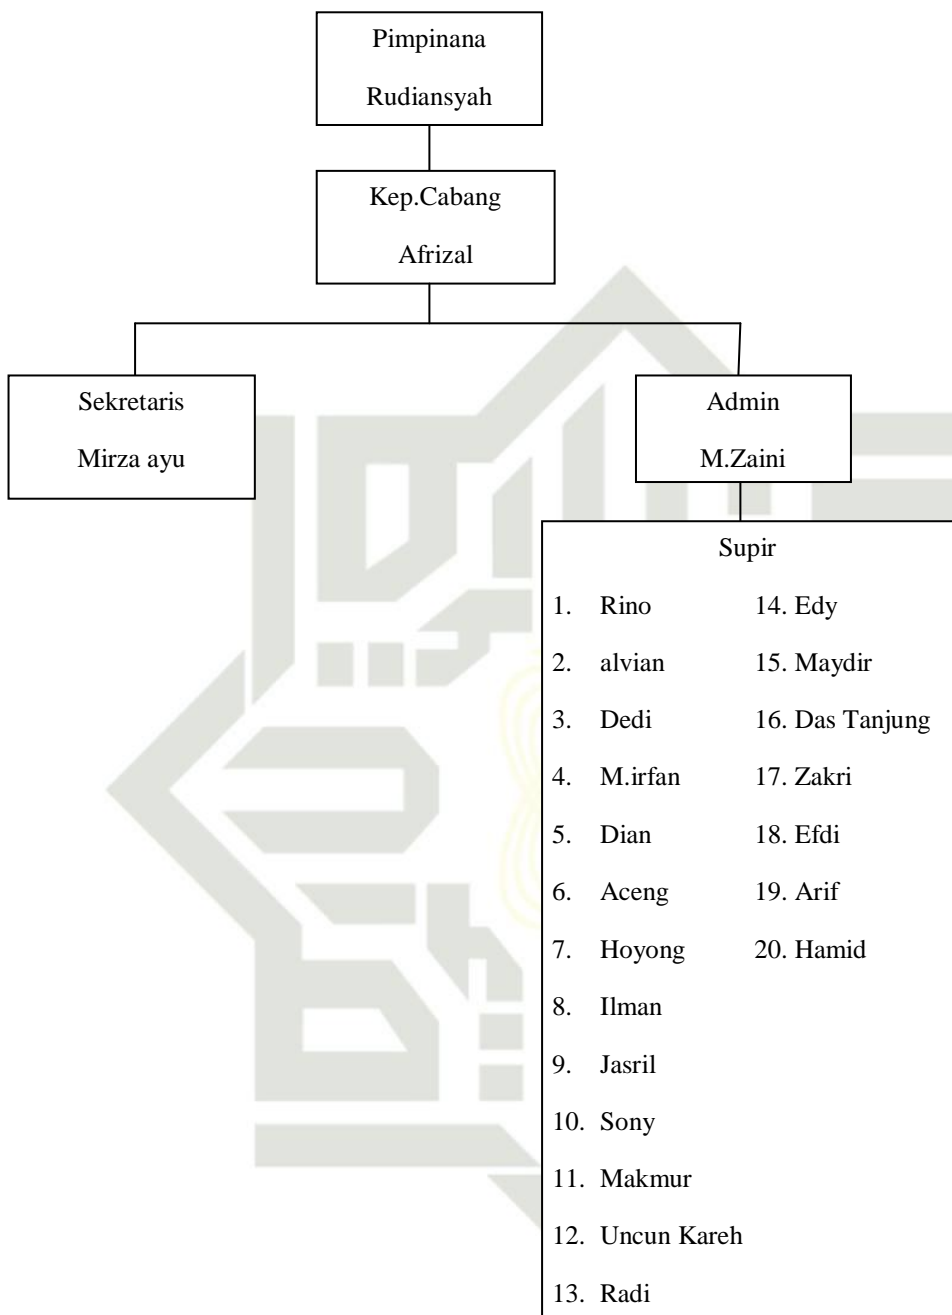 Pimpinana
Rudiansyah
Kep.Cabang
Afrizal
Sekretaris
Mirza ayu
Admin
M.Zaini
Supir
1. Rino
2. alvian
3. Dedi
4. M.irfan
5. Dian
6. Aceng
7. Hoyong
8. Ilman
9. Jasril
10. Sony
11. Makmur
12. Uncun Kareh
13. Radi
14. Edy
15. Maydir
16. Das Tanjung
17. Zakri
18. Efdi
19. Arif
20. Hamid